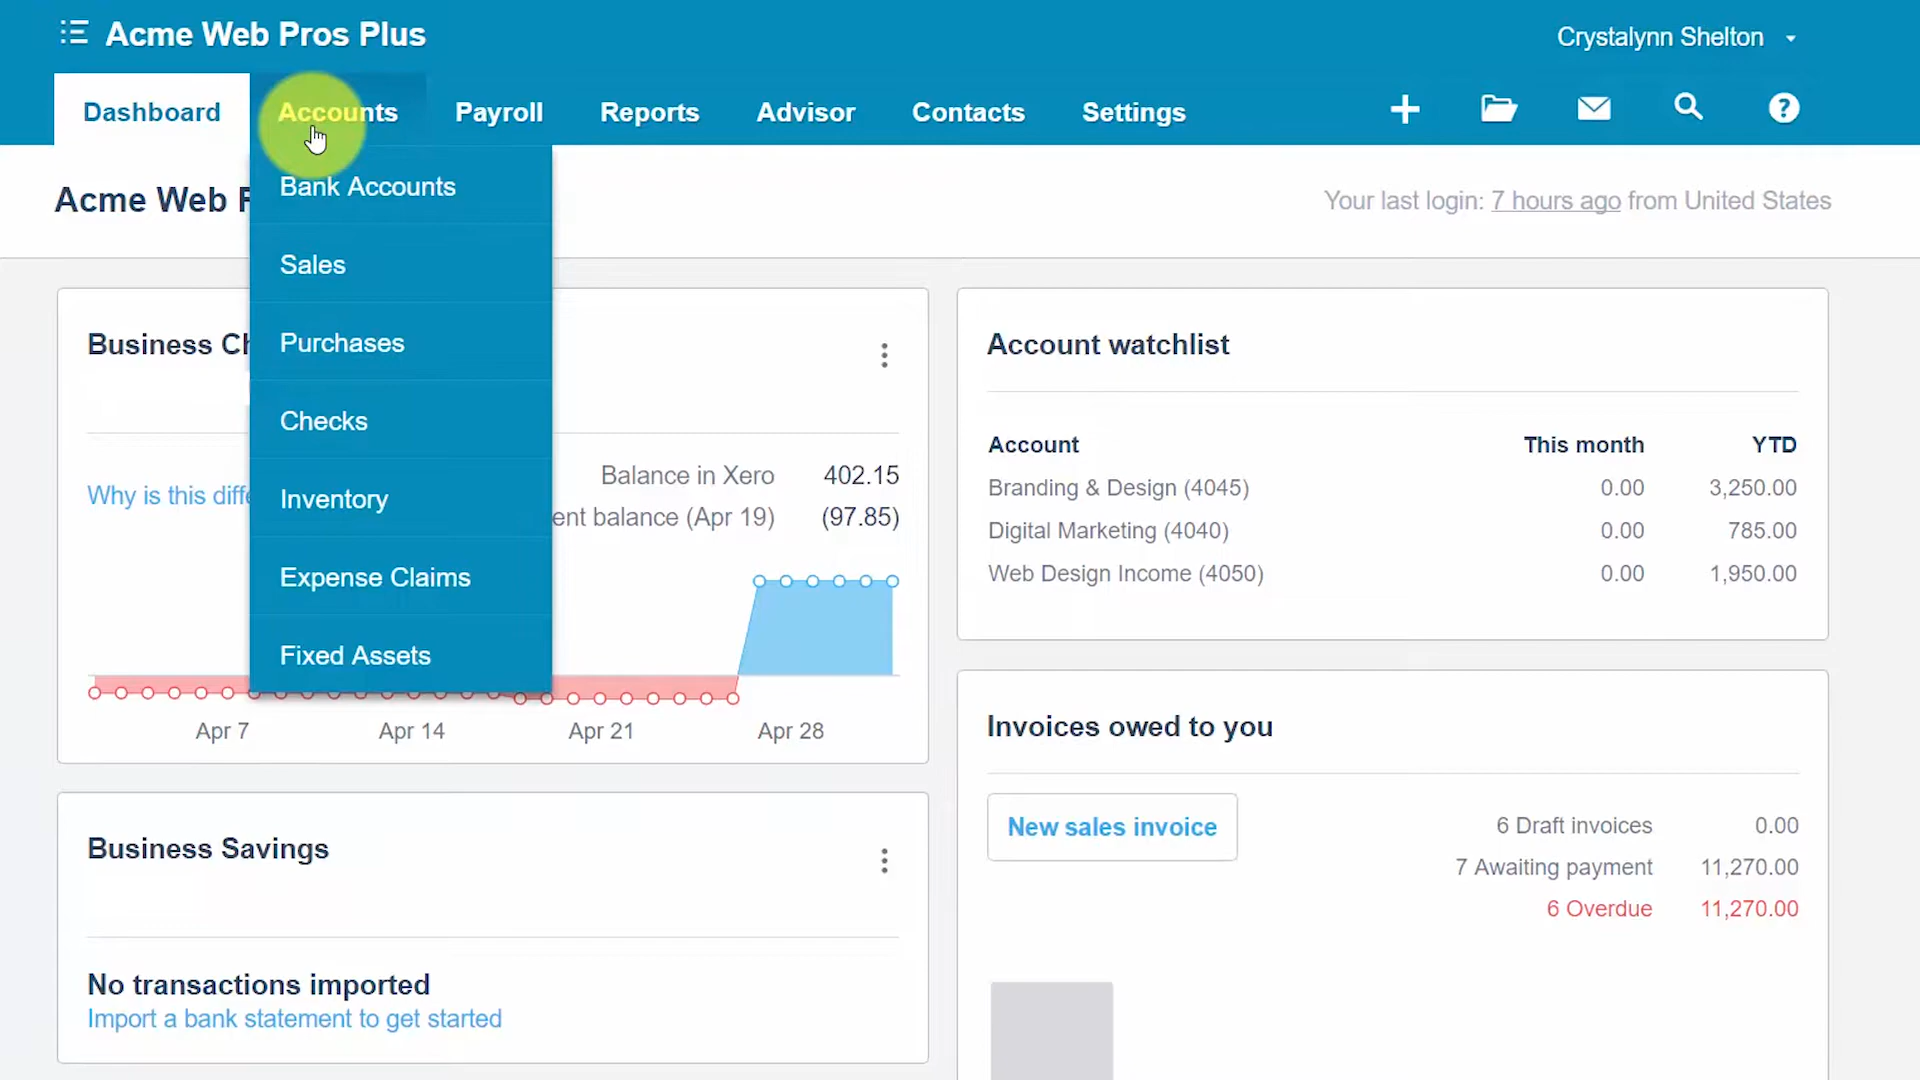 Acme Web Pros Plus
Crystalynn Shelton
Dashboard Accounts Payroll Reports Advisor Contacts Settings
Acme Web
Your last login: 7 hours ago from United States
Bank Accounts
Sales
Purchases
Checks
Inventory
Expense Claims
Fixed Assets
Business
Why is this
Balance in Xero 402.15
balance (Apr 19) (97.85)
Apr 7 Apr 14 Apr 21 Apr 28
Business Savings
No transactions imported
Import a bank statement to get started
Account watchlist
Account This month YTD
Branding & Design (4045) 0.00 3,250.00
Digital Marketing (4040) 0.00 785.00
Web Design Income (4050) 0.00 1,950.00
Invoices owed to you
New sales invoice
6 Draft invoices 0.00
7 Awaiting payment 11,270.00
6 Overdue 11,270.00